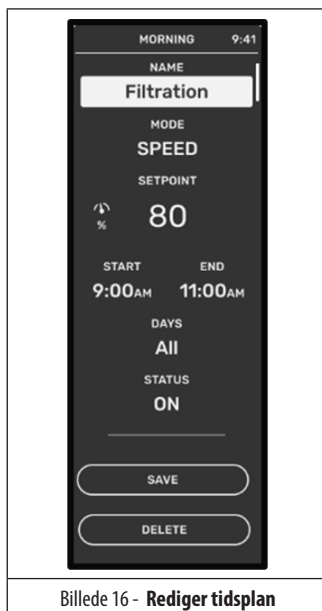 MORNING 9:41
NAME
Filtration
MODE
SPEED
SETPOINT
% 80
START END
9:00AM 11:00AM
DAYS
All
STATUS
ON
SAVE
DELETE
Billede 16 - Rediger tidsplan